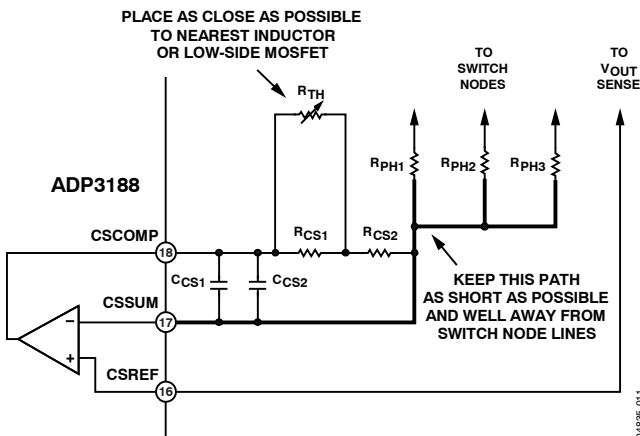 PLACE AS CLOSE AS POSSIBLE
TO NEAREST INDUCTOR
OR LOW-SIDE MOSFET
TO
SWITCH
NODES
TO
VOUT
SENSE
RTH
RPH1
RPH2
RPH3
ADP3188
CSCOMP
18
RCS1
RCS2
CCS1
CCS2
KEEP THIS PATH
AS SHORT AS POSSIBLE
AND WELL AWAY FROM
SWITCH NODE LINES
CSSUM
17
–
+
CSREF
16
04835-011